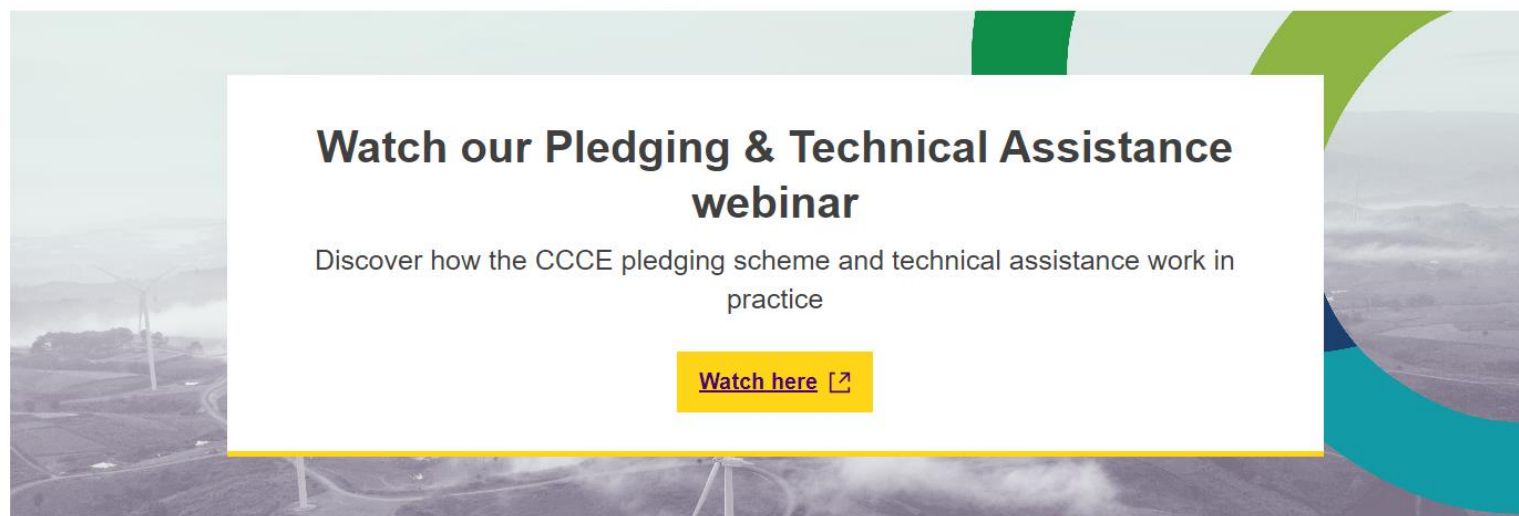 Watch our Pledging & Technical Assistance
webinar
Discover how the CCCE pledging scheme and technical assistance work in
practice
Watch here